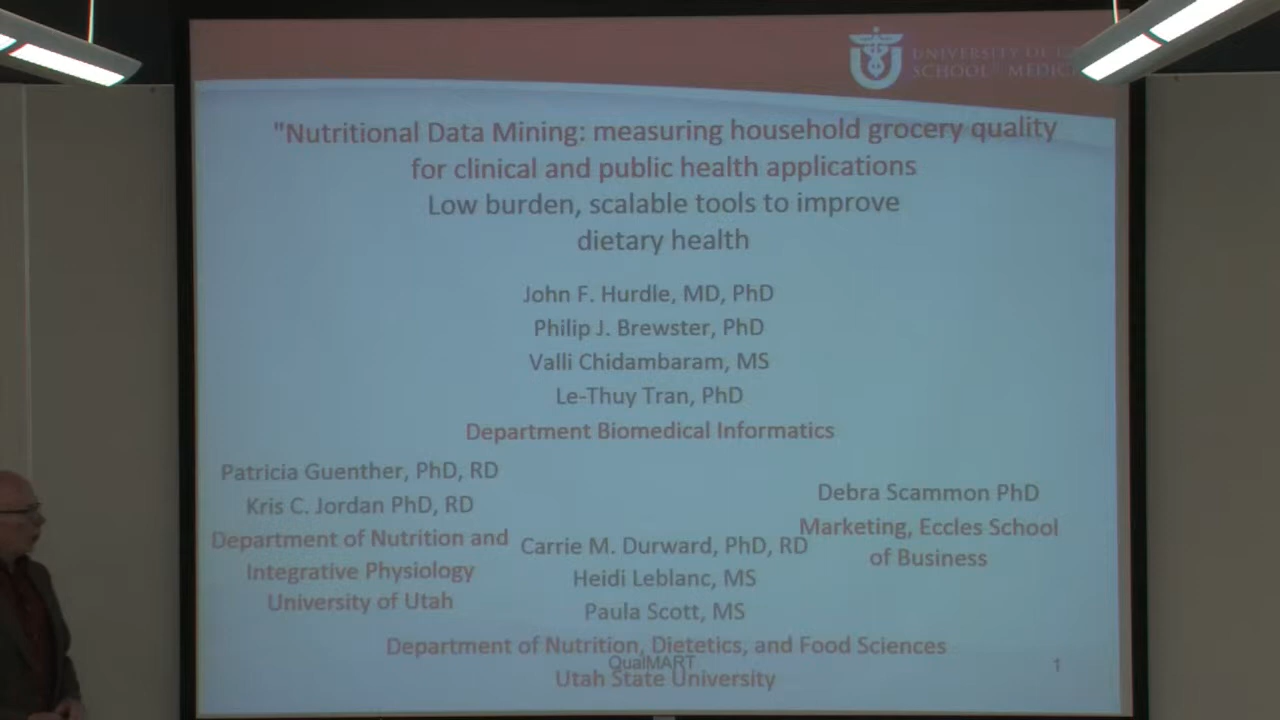 UNIVERSITY OF
SCHOOL OF MEDICI
"Nutritional Data Mining: measuring household grocery quality
for clinical and public health applications
Low burden, scalable tools to improve
dietary health
John F. Hurdle, MD, PhD
Philip J. Brewster, PhD
Valli Chidambaram, MS
Le-Thuy Tran, PhD
Department Biomedical Informatics
Patricia Guenther, PhD, RD
Kris C. Jordan PhD, RD
Department of Nutrition and
Integrative Physiology
University of Utah
Carrie M. Durward, PhD, RD
Heidi Leblanc, MS
Paula Scott, MS
Debra Scammon PhD
Marketing, Eccles School
of Business
Department of Nutrition, Dietetics, and Food Sciences
QualMART
Utah State University
1